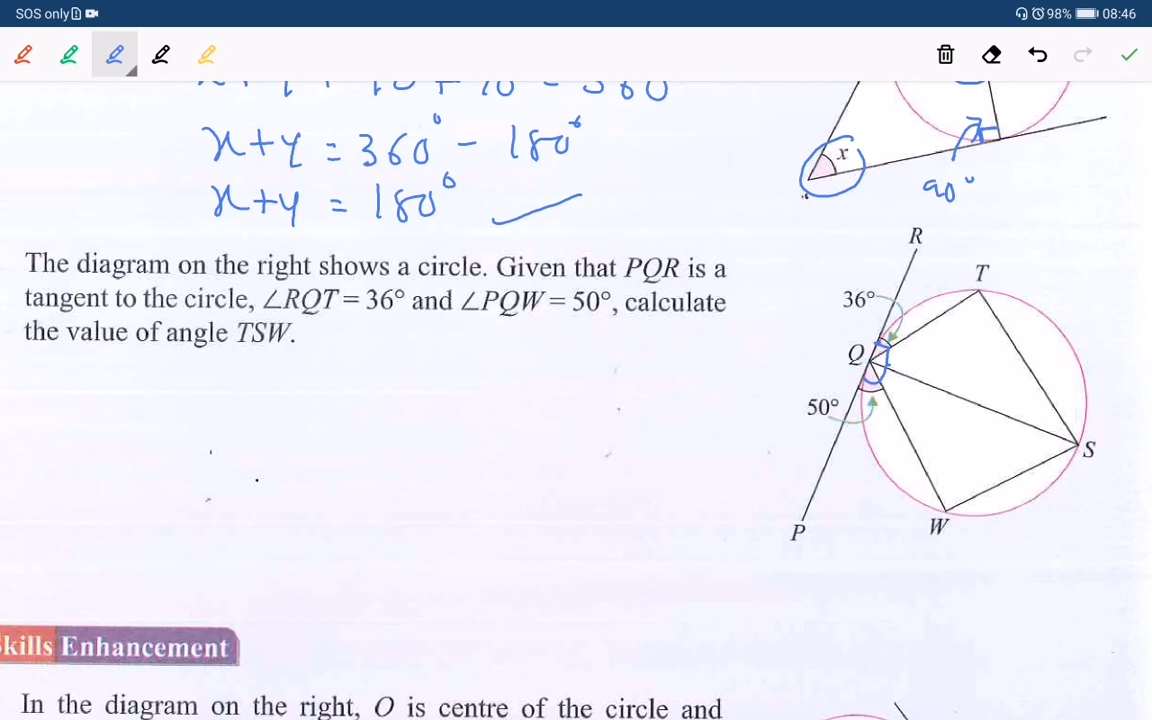 SOS only
98% 08:46
x + y = 360° - 180°
x
x + y = 180°
90°
R
The diagram on the right shows a circle. Given that PQR is a
T
tangent to the circle, ∠RQT = 36° and ∠PQW = 50°, calculate
36°
the value of angle TSW.
Q
50°
S
W
P
kills Enhancement
In the diagram on the right, O is centre of the circle and